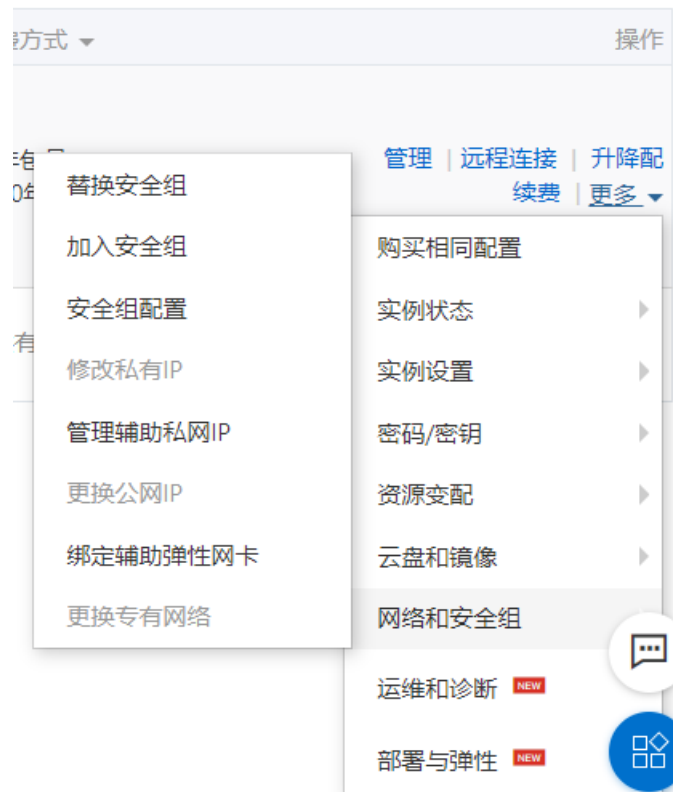 方式
操作
管理 | 远程连接 | 升降配
续费 | 更多
替换安全组
加入安全组
安全组配置
修改私有IP
管理辅助私网IP
更换公网IP
绑定辅助弹性网卡
更换专有网络
购买相同配置
实例状态
实例设置
密码/密钥
资源变配
云盘和镜像
网络和安全组
运维和诊断 NEW
部署与弹性 NEW